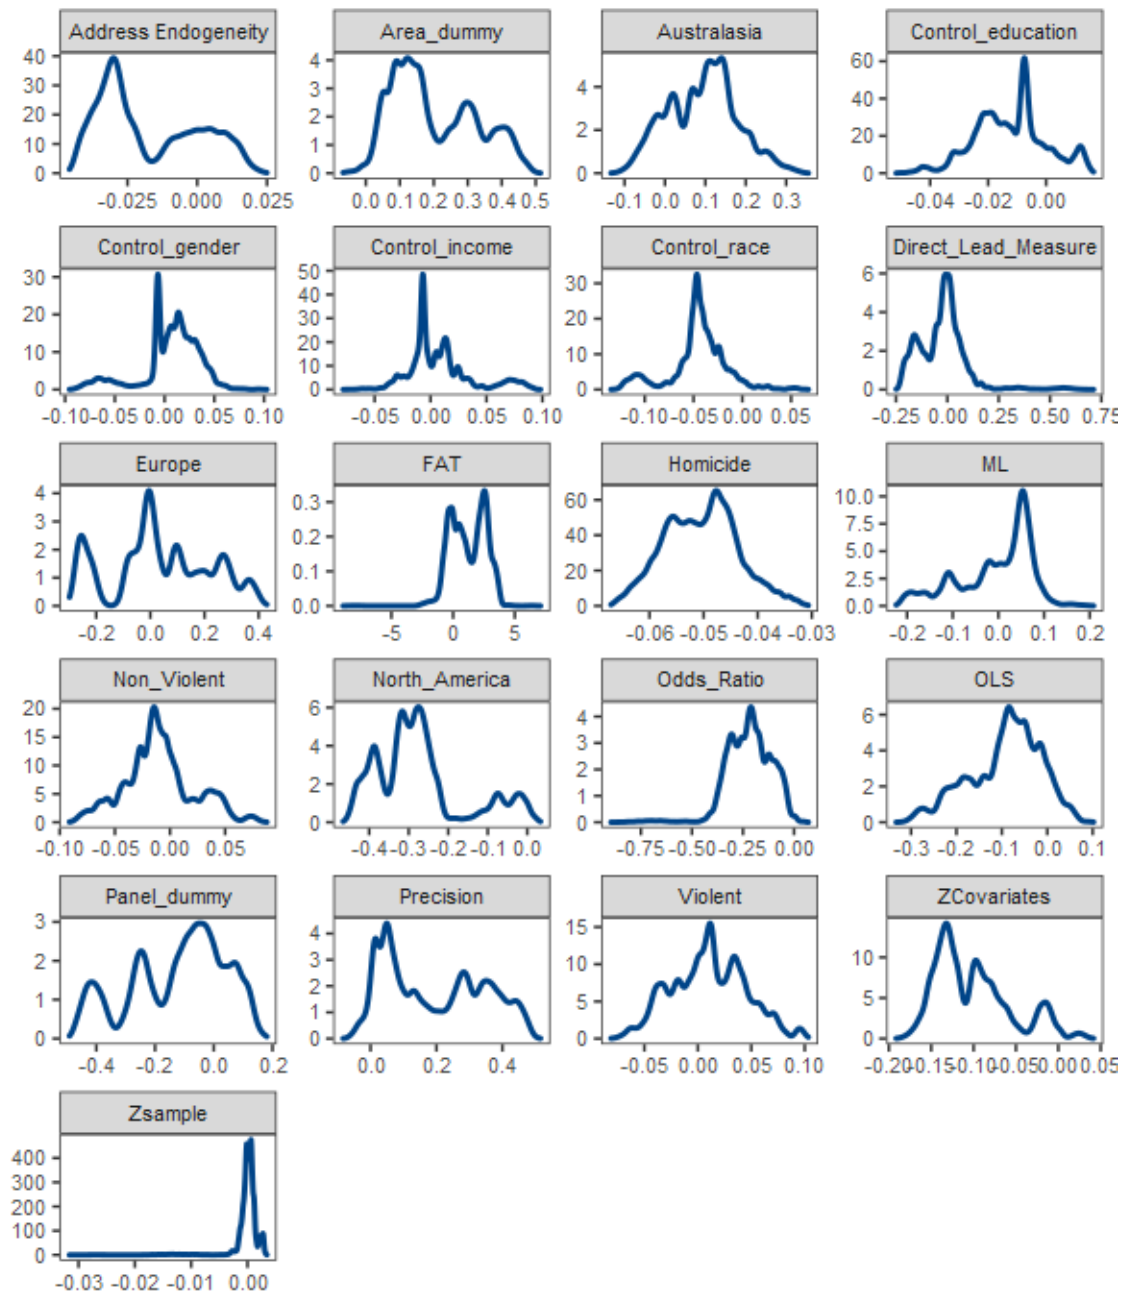 Address Endogeneity Area_dummy Australasia Control_education
40 4 4 60
30 3 40
20 2 2 20
10 1
0 0 0 0
-0.025 0.000 0.025 0.0 0.1 0.2 0.3 0.4 0.5 -0.1 0.0 0.1 0.2 0.3 -0.04 -0.02 0.00
Control_gender Control_income Control_race Direct_Lead_Measure
30 50 30 6
20 40 20 4
10 30 10 2
0 20 0 0
10
0
-0.10 -0.05 0.00 0.05 0.10 -0.05 0.00 0.05 0.10 -0.10 -0.05 0.00 0.05 -0.25 0.00 0.25 0.50 0.75
Europe FAT Homicide ML
4 0.3 60 10.0
3 0.2 40 7.5
2 0.1 20 5.0
1 0.0 0 2.5
0 0.0
-0.2 0.0 0.2 0.4 -5 0 5 -0.06 -0.05 -0.04 -0.03 -0.2 -0.1 0.0 0.1 0.2
Non_Violent North_America Odds_Ratio OLS
20 6 4 6
15 4 3 4
10 2 2 2
5 0 1 0
0 0
-0.10 -0.05 0.00 0.05 -0.4 -0.3 -0.2 -0.1 0.0 -0.75 -0.50 -0.25 0.00 -0.3 -0.2 -0.1 0.0 0.1
Panel_dummy Precision Violent ZCovariates
3 4 15 10
2 3 10 5
1 2 5 0
0 1 0
0
-0.4 -0.2 0.0 0.2 0.0 0.2 0.4 -0.05 0.00 0.05 0.10 -0.20 -0.15 -0.10 -0.05 0.00 0.05
Zsample
400
300
200
100
0
-0.03 -0.02 -0.01 0.00